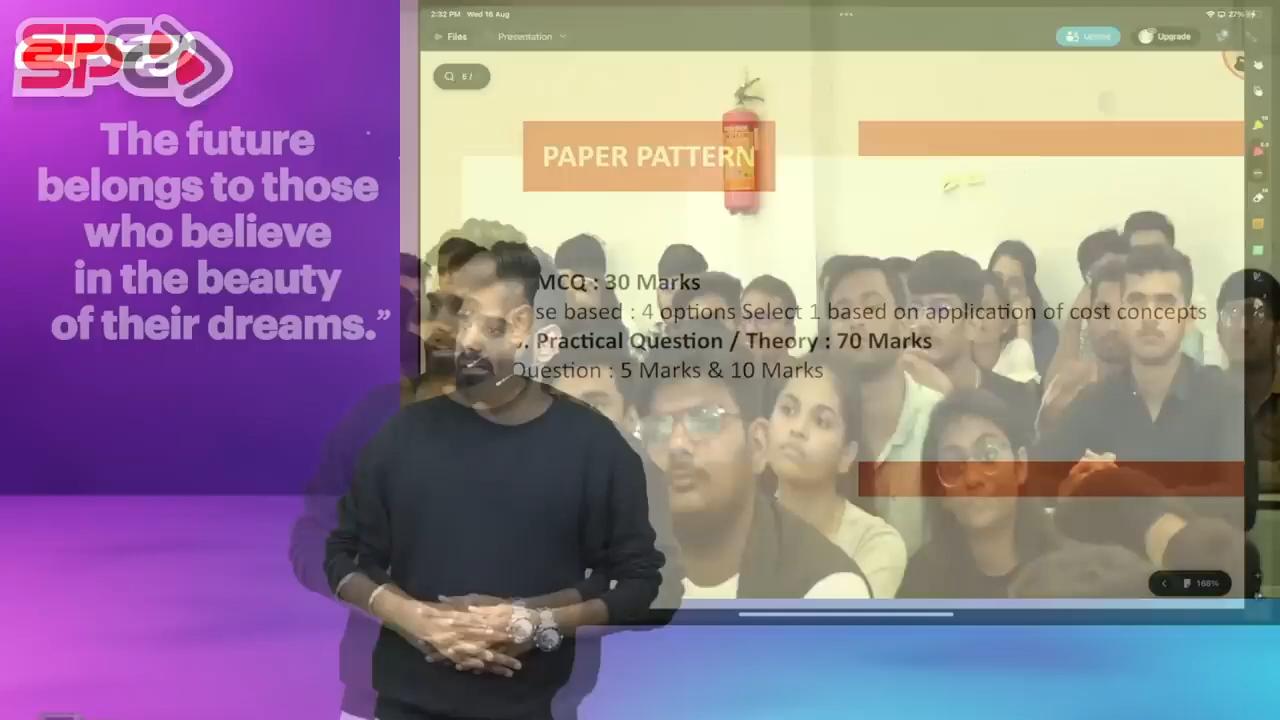 2:32 PM Wed 16 Aug
27%
Files
Presentation
Upgrade
SPC
The future
belongs to those
who believe
in the beauty
of their dreams.”
PAPER PATTERN
MCQ : 30 Marks
se based : 4 options Select 1 based on application of cost concepts
. Practical Question / Theory : 70 Marks
Question : 5 Marks & 10 Marks
168%